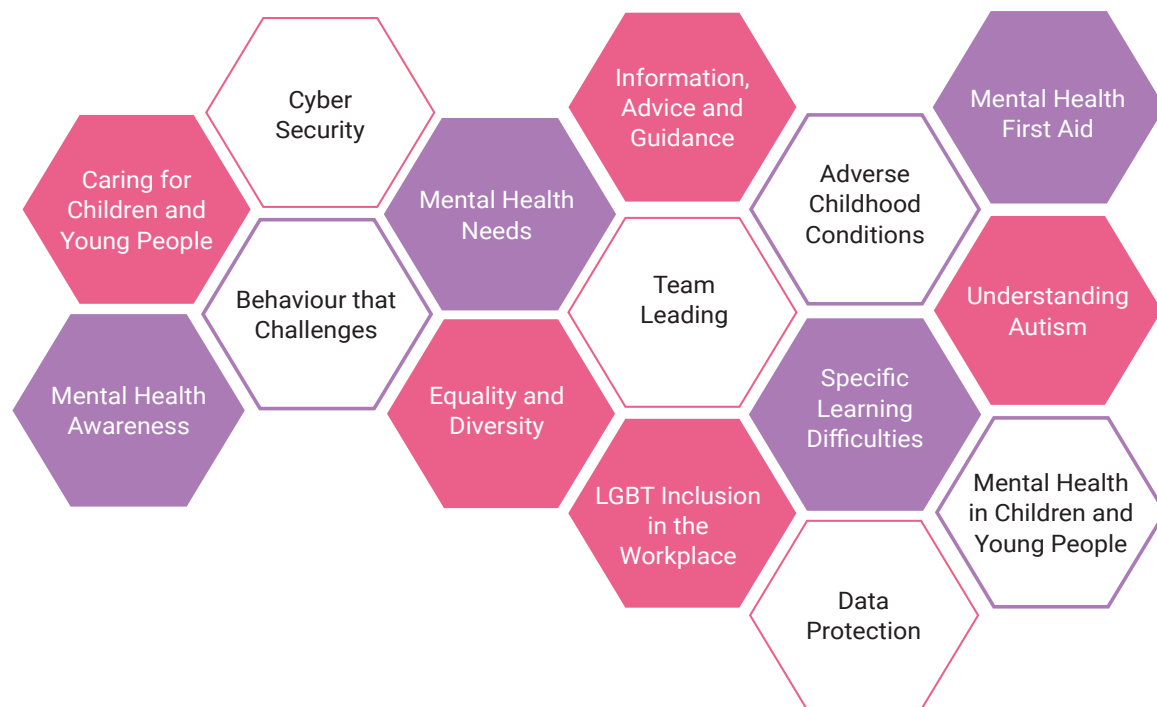 Cyber
Security
Information,
Advice and
Guidance
Mental Health
First Aid
Caring for
Children and
Young People
Mental Health
Needs
Adverse
Childhood
Conditions
Behaviour that
Challenges
Team
Leading
Understanding
Autism
Mental Health
Awareness
Equality and
Diversity
Specific
Learning
Difficulties
LGBT Inclusion
in the
Workplace
Mental Health
in Children and
Young People
Data
Protection